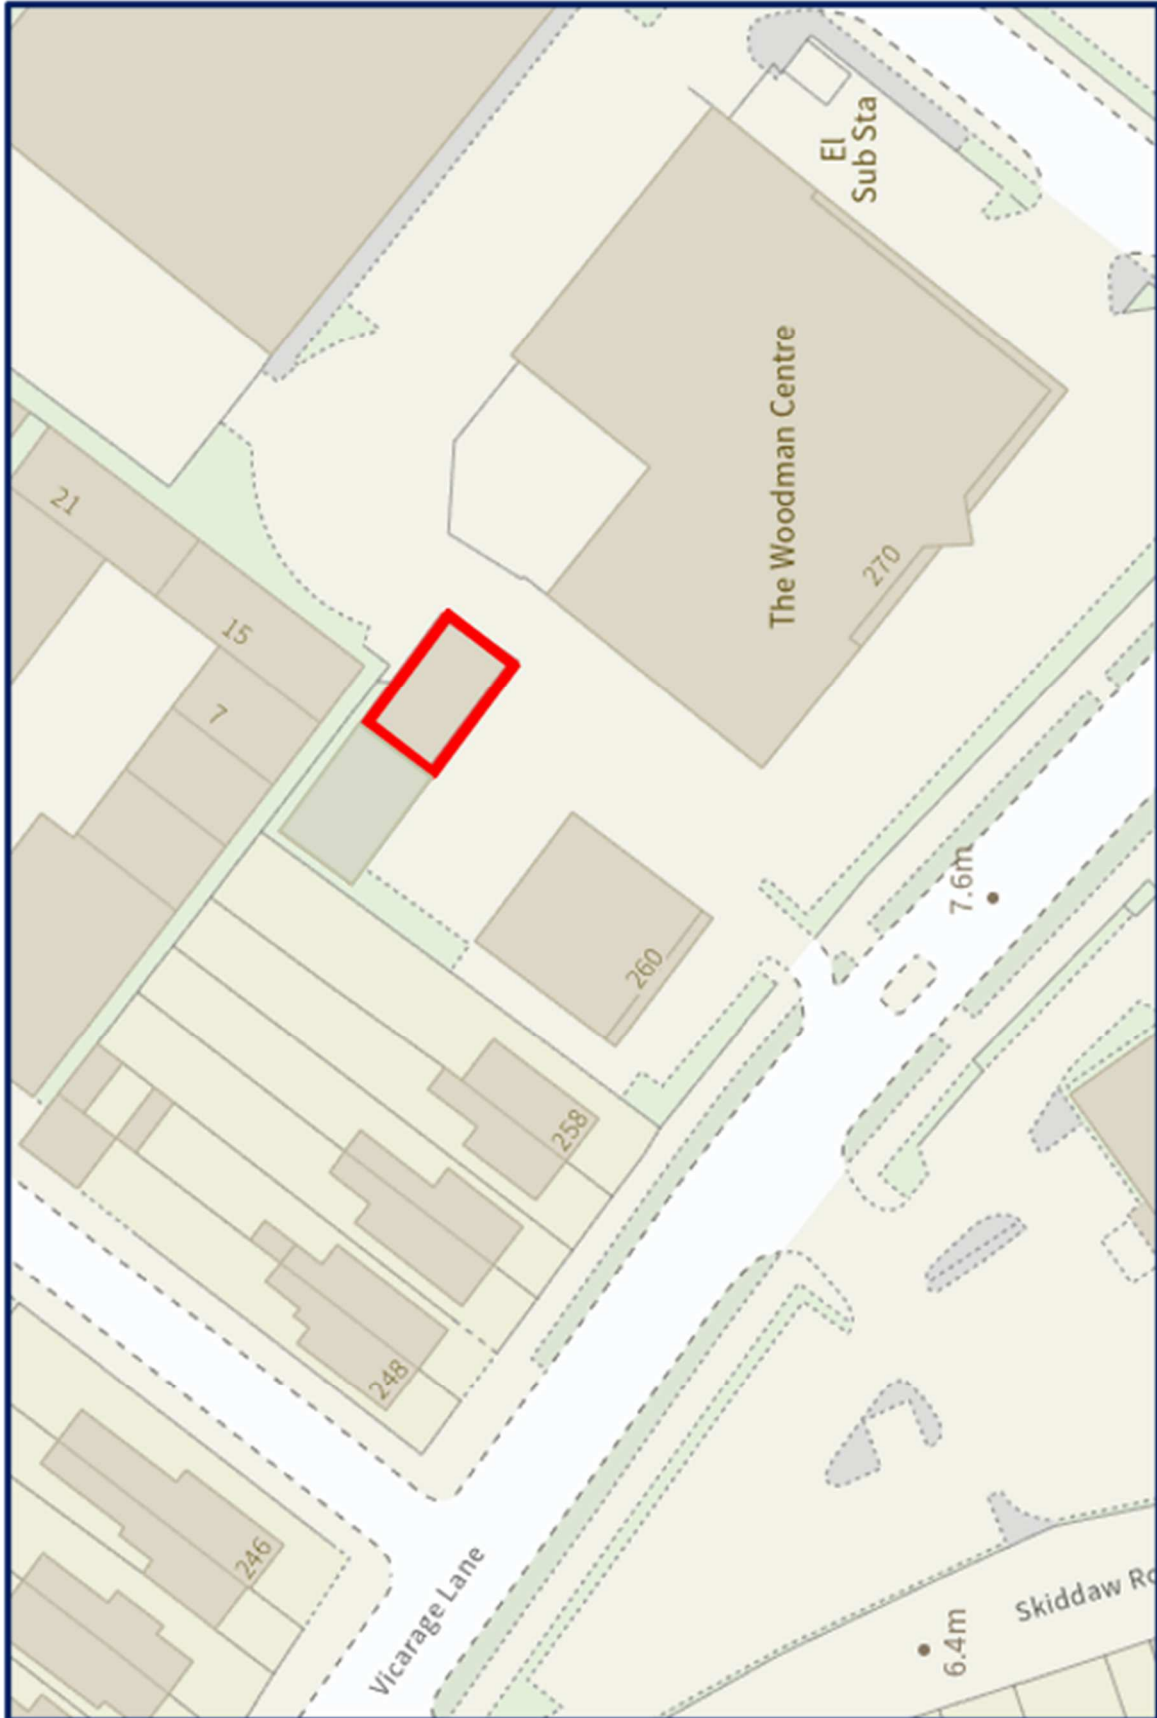 El
Sub Sta
The Woodman Centre
21
270
15
7
7.6m
260
258
248
246
Vicarage Lane
Skiddaw Ro
6.4m